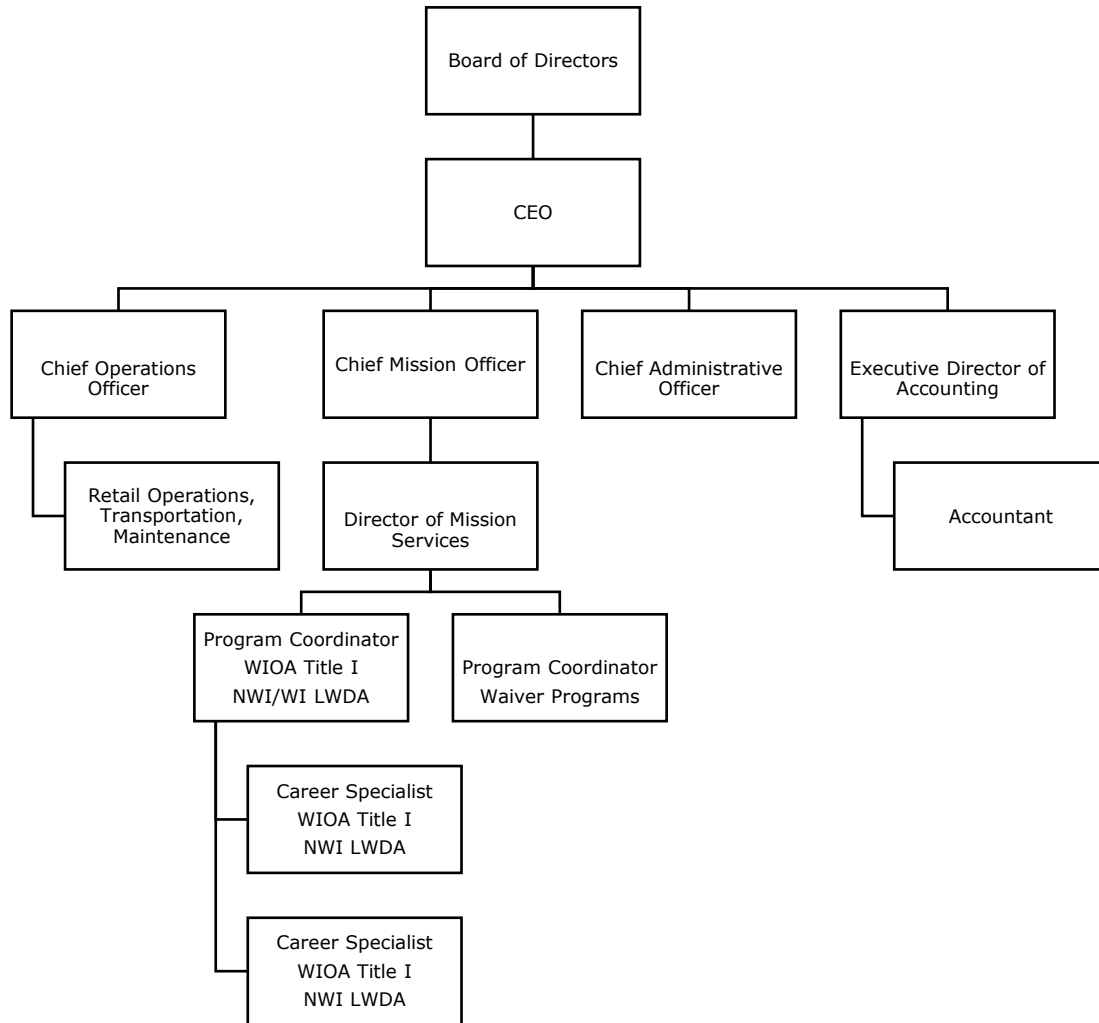 Board of Directors
CEO
Chief Operations
Officer
Chief Mission Officer
Chief Administrative
Officer
Executive Director of
Accounting
Retail Operations,
Transportation,
Maintenance
Director of Mission
Services
Accountant
Program Coordinator
WIOA Title I
NWI/WI LWDA
Program Coordinator
Waiver Programs
Career Specialist
WIOA Title I
NWI LWDA
Career Specialist
WIOA Title I
NWI LWDA